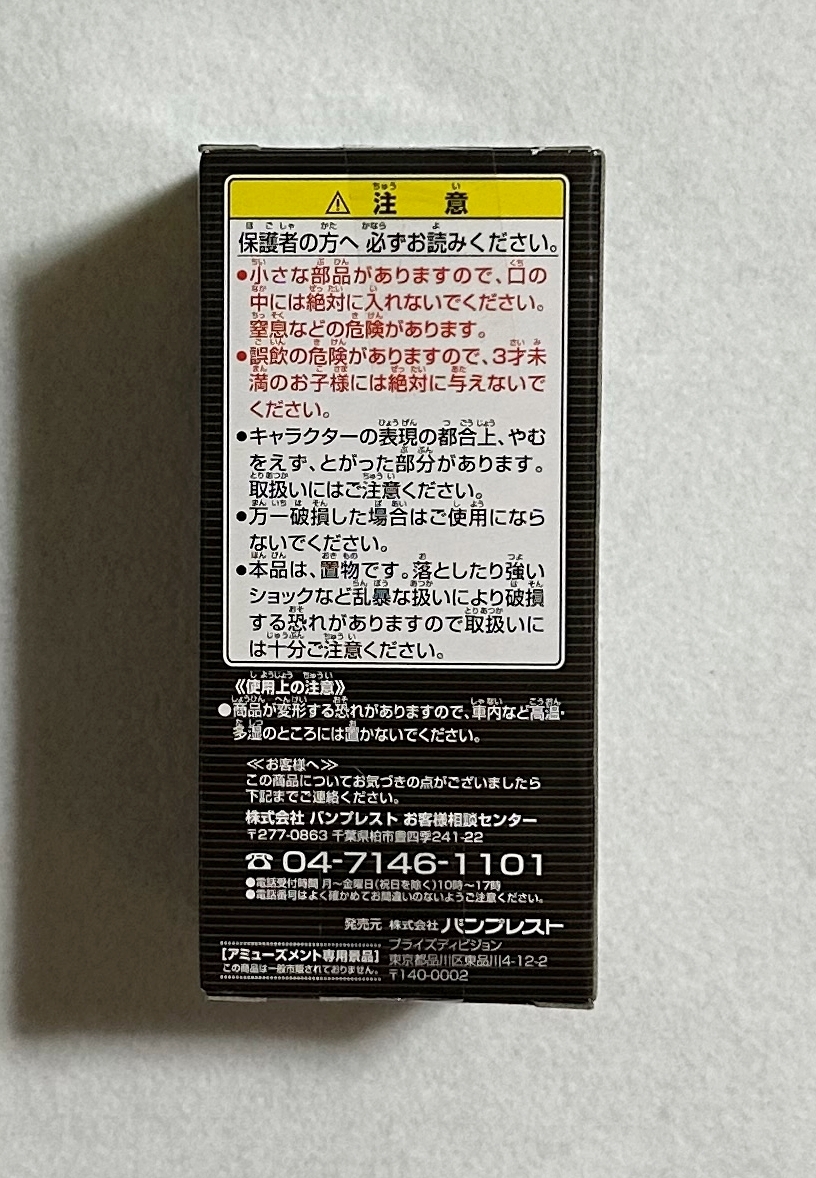 ⚠ 注意
保護者の方へ 必ずお読みください。
●小さな部品がありますので、口の
中には絶対に入れないでください。
窒息などの危険があります。
●誤飲の危険がありますので、3才未
満のお子様には絶対に与えないで
ください。
●キャラクターの表現の都合上、やむ
をえず、とがった部分があります。
取扱いにはご注意ください。
●万一破損した場合はご使用になら
ないでください。
●本品は、置物です。落としたり強い
ショックなど乱暴な扱いにより破損
する恐れがありますので取扱いに
は十分ご注意ください。
《使用上の注意》
●商品が変形する恐れがありますので、車内など高温・
多湿のところには置かないでください。
≪お客様へ≫
この商品についてお気づきの点がございましたら
下記までご連絡ください。
株式会社 バンプレスト お客様相談センター
〒277-0863 千葉県柏市豊四季241-22
☎ 04-7146-1101
●電話受付時間 月〜金曜日(祝日を除く)10時〜17時
●電話番号はよく確かめてお間違いのないようご注意ください。
発売元 株式会社 バンプレスト
プライズディビジョン
東京都品川区東品川4-12-2
〒140-0002
[アミューズメント専用景品]
この商品は一般市販されておりません。